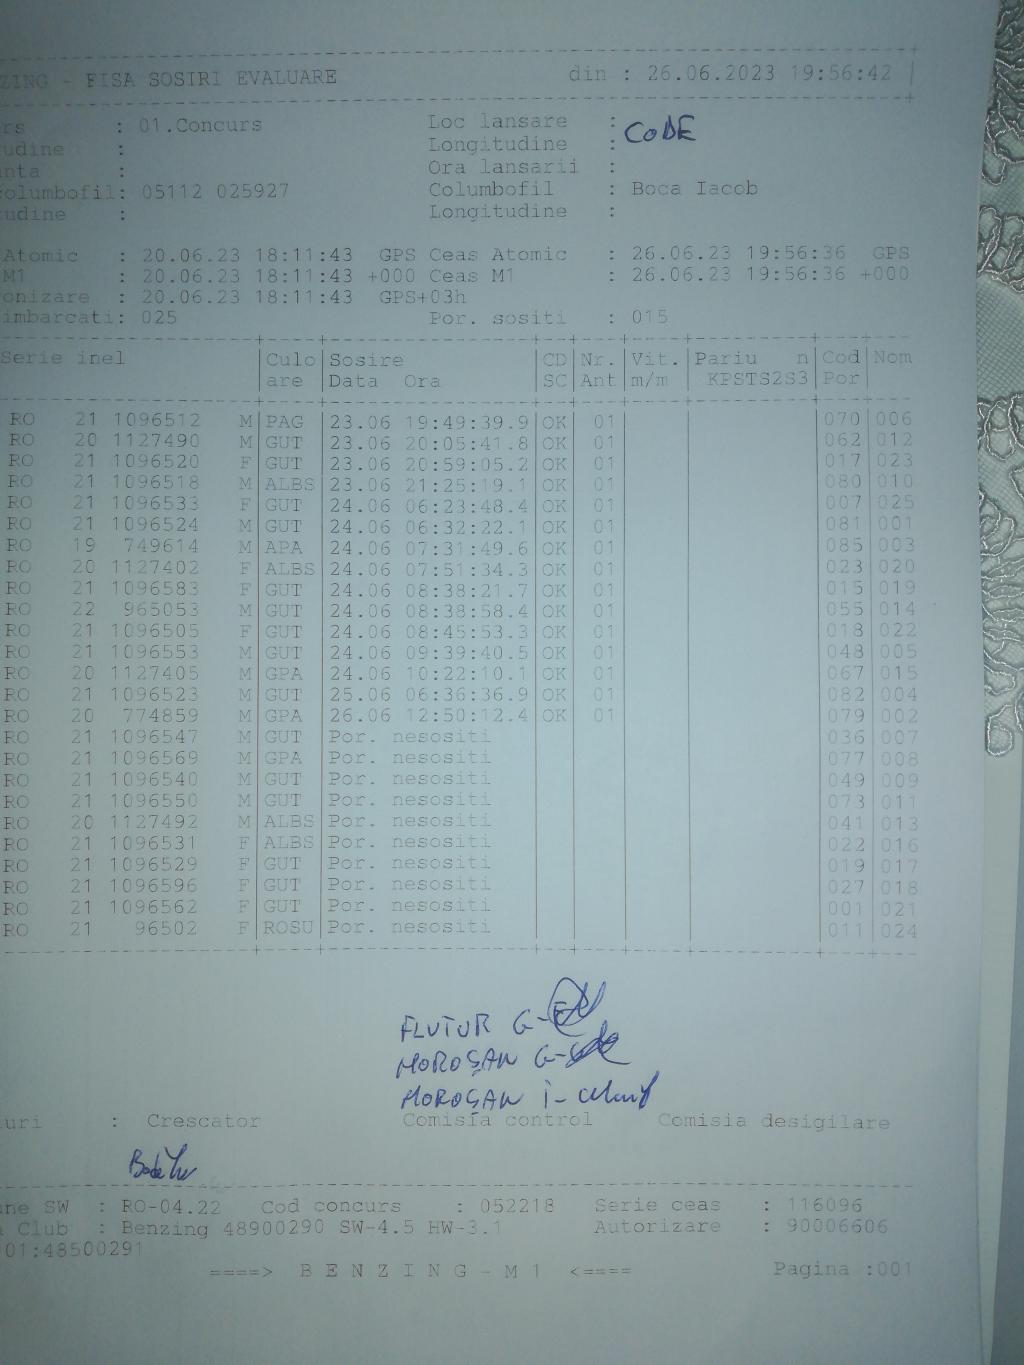 ZING - FISA SOSIRI EVALUARE din : 26.06.2023 19:56:42
rs : 01.Concurs Loc lansare : CODE
udine : Longitudine :
nta : Ora lansarii :
olumbofil: 05112 025927 Columbofil : Boca Iacob
tudine : Longitudine :
Atomic : 20.06.23 18:11:43 GPS Ceas Atomic : 26.06.23 19:56:36 GPS
M1 : 20.06.23 18:11:43 +000 Ceas M1 : 26.06.23 19:56:36 +000
onizare : 20.06.23 18:11:43 GPS+03h
imbarcati: 025 Por. sositi : 015
Serie inel Culo Sosire CD Nr. Vit. Pariu n Cod Nom
are Data Ora SC Ant m/m KPSTS2S3 Por
RO 21 1096512 M PAG 23.06 19:49:39.9 OK 01 070 006
RO 20 1127490 M GUT 23.06 20:05:41.8 OK 01 062 012
RO 21 1096520 F GUT 23.06 20:59:05.2 OK 01 017 023
RO 21 1096518 M ALBS 23.06 21:25:19.1 OK 01 080 010
RO 21 1096533 F GUT 24.06 06:23:48.4 OK 01 007 025
RO 21 1096524 M GUT 24.06 06:32:22.1 OK 01 081 001
RO 19 749614 M APA 24.06 07:31:49.6 OK 01 085 003
RO 20 1127402 F ALBS 24.06 07:51:34.3 OK 01 023 020
RO 21 1096583 F GUT 24.06 08:38:21.7 OK 01 015 019
RO 22 965053 M GUT 24.06 08:38:58.4 OK 01 055 014
RO 21 1096505 F GUT 24.06 08:45:53.3 OK 01 018 022
RO 21 1096553 M GUT 24.06 09:39:40.5 OK 01 048 005
RO 20 1127405 M GPA 24.06 10:22:10.1 OK 01 067 015
RO 21 1096523 M GUT 25.06 06:36:36.9 OK 01 082 004
RO 20 774859 M GPA 26.06 12:50:12.4 OK 01 079 002
RO 21 1096547 M GUT Por. nesositi 036 007
RO 21 1096569 M GPA Por. nesositi 077 008
RO 21 1096540 M GUT Por. nesositi 049 009
RO 21 1096550 M GUT Por. nesositi 073 011
RO 20 1127492 M ALBS Por. nesositi 041 013
RO 21 1096531 F ALBS Por. nesositi 022 016
RO 21 1096529 F GUT Por. nesositi 019 017
RO 21 1096596 F GUT Por. nesositi 027 018
RO 21 1096562 F GUT Por. nesositi 001 021
RO 21 96502 F ROSU Por. nesositi 011 024
FLUTUR G-
MOROȘAN G-
MOROȘAN I-
uri : Crescator Comisia control Comisia desigilare
ne SW : RO-04.22 Cod concurs : 052218 Serie ceas : 116096
Club : Benzing 48900290 SW-4.5 HW-3.1 Autorizare : 90006606
01:48500291
====> B E N Z I N G - M 1 <==== Pagina :001